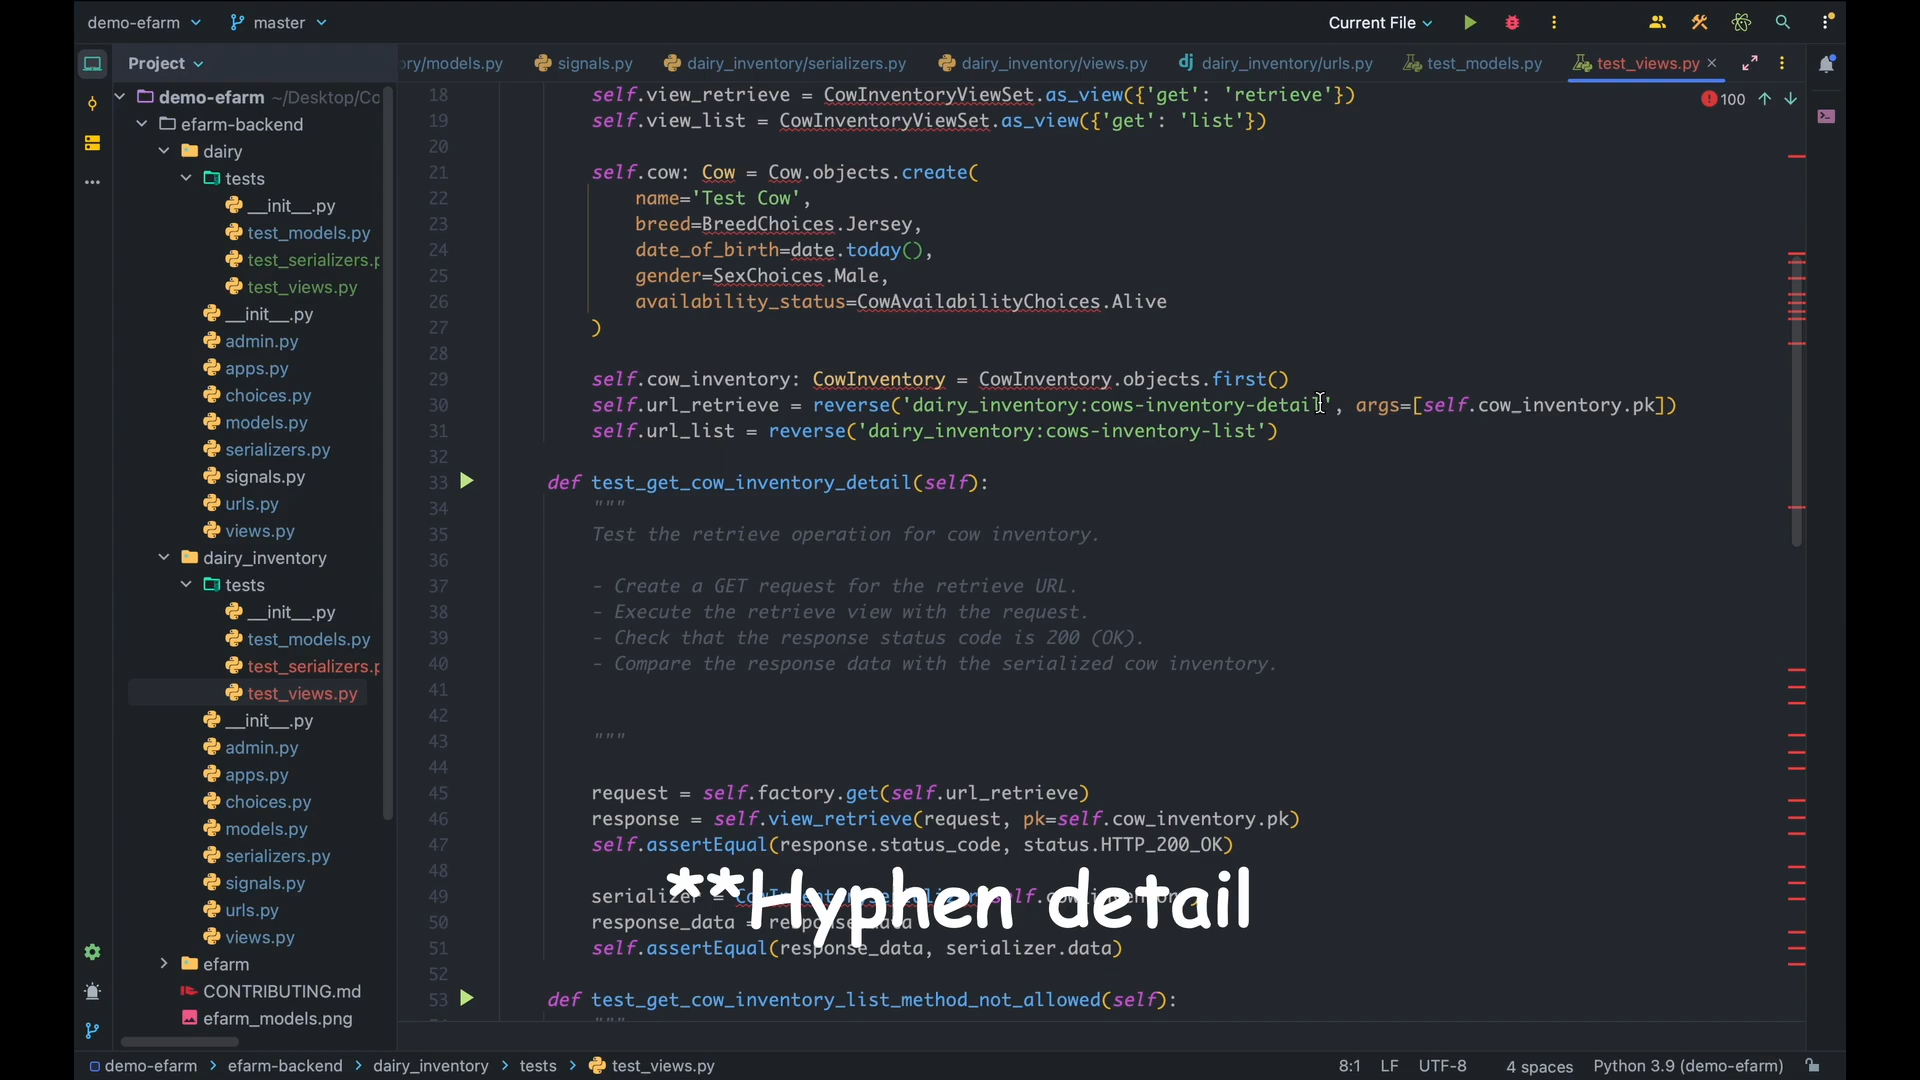 demo-efarm master Current File
Project ory/models.py signals.py dairy_inventory/serializers.py dairy_inventory/views.py dairy_inventory/urls.py test_models.py test_views.py
100
demo-efarm ~/Desktop/Co
efarm-backend
dairy
tests
__init__.py
test_models.py
test_serializers.p
test_views.py
__init__.py
admin.py
apps.py
choices.py
models.py
serializers.py
signals.py
urls.py
views.py
dairy_inventory
tests
__init__.py
test_models.py
test_serializers.p
test_views.py
__init__.py
admin.py
apps.py
choices.py
models.py
serializers.py
signals.py
urls.py
views.py
efarm
CONTRIBUTING.md
efarm_models.png
18 self.view_retrieve = CowInventoryViewSet.as_view({'get': 'retrieve'})
19 self.view_list = CowInventoryViewSet.as_view({'get': 'list'})
20
21 self.cow: Cow = Cow.objects.create(
22 name='Test Cow',
23 breed=BreedChoices.Jersey,
24 date_of_birth=date.today(),
25 gender=SexChoices.Male,
26 availability_status=CowAvailabilityChoices.Alive
27 )
28
29 self.cow_inventory: CowInventory = CowInventory.objects.first()
30 self.url_retrieve = reverse('dairy_inventory:cows-inventory-detail', args=[self.cow_inventory.pk])
31 self.url_list = reverse('dairy_inventory:cows-inventory-list')
32
33 def test_get_cow_inventory_detail(self):
34 """
35 Test the retrieve operation for cow inventory.
36
37 - Create a GET request for the retrieve URL.
38 - Execute the retrieve view with the request.
39 - Check that the response status code is 200 (OK).
40 - Compare the response data with the serialized cow inventory.
41
42
43 """
44
45 request = self.factory.get(self.url_retrieve)
46 response = self.view_retrieve(request, pk=self.cow_inventory.pk)
47 self.assertEqual(response.status_code, status.HTTP_200_OK)
48
**Hyphen detail
49 serializer =
50 response_data =
51 self.assertEqual(response_data, serializer.data)
52
53 def test_get_cow_inventory_list_method_not_allowed(self):
"""
demo-efarm > efarm-backend > dairy_inventory > tests > test_views.py 8:1 LF UTF-8 4 spaces Python 3.9 (demo-efarm)